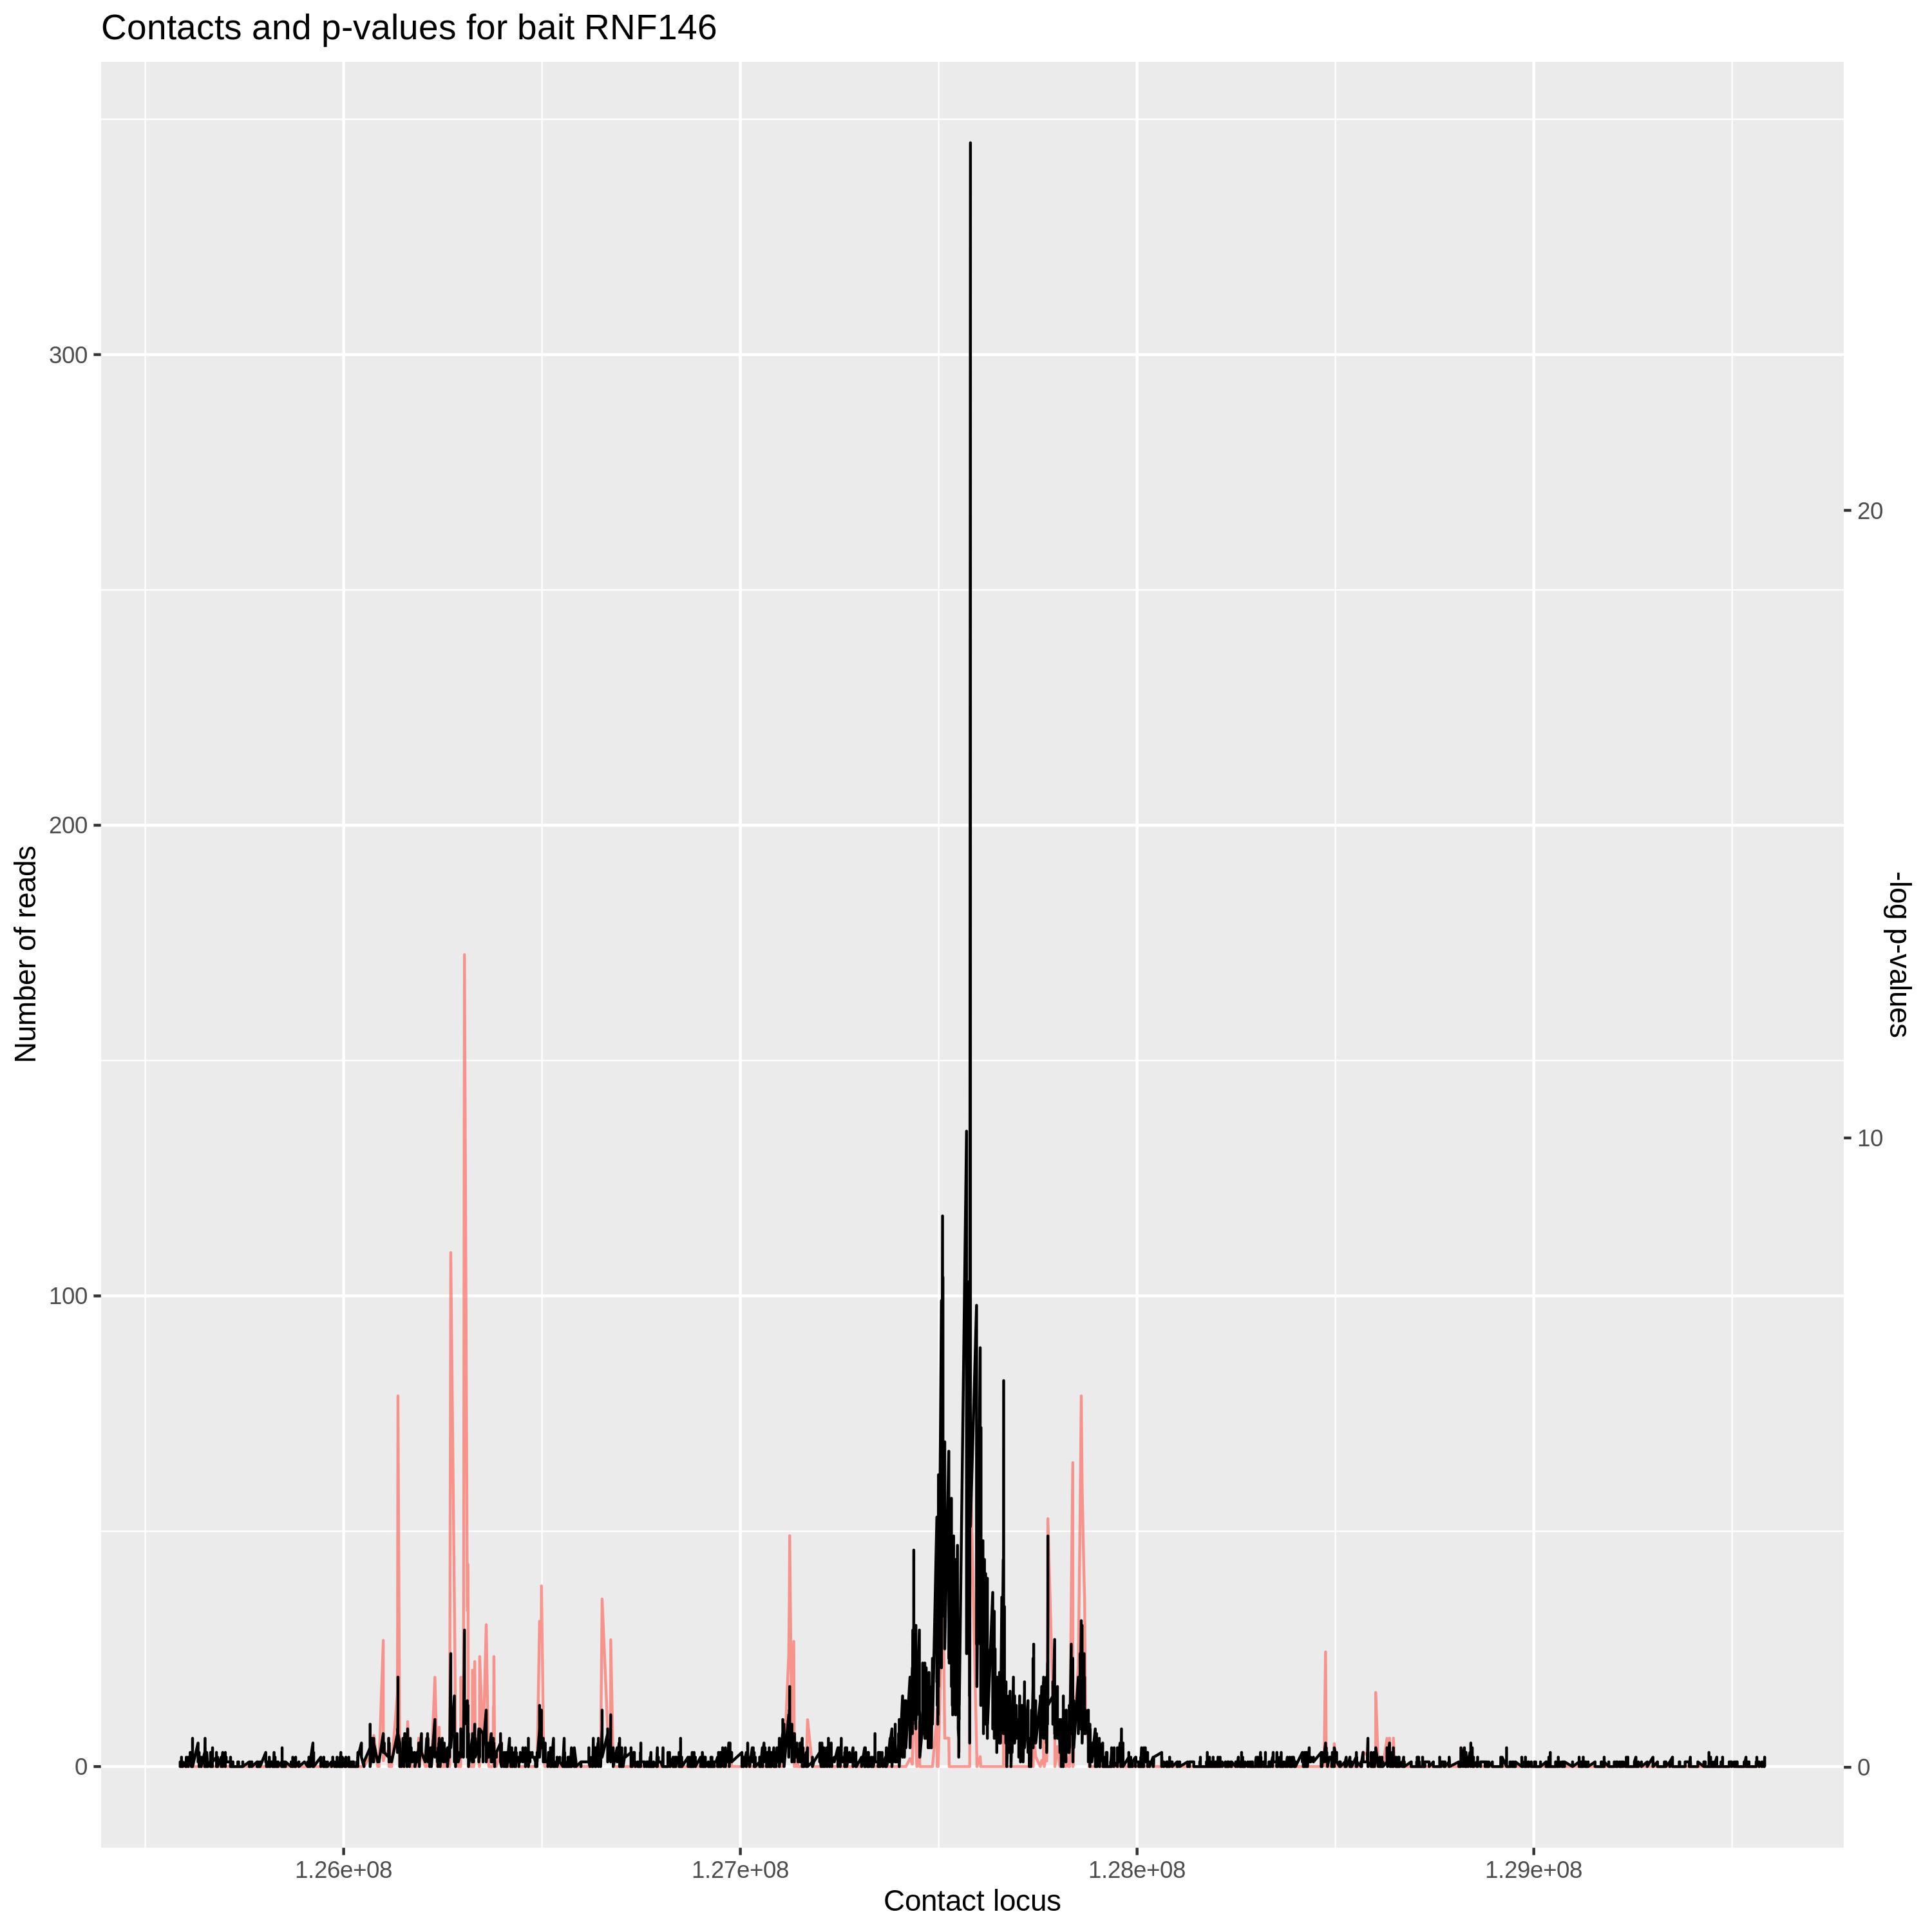 Contacts and p-values for bait RNF146
300
200
100
0
Number of reads
20
10
0
-log p-values
1.26e+08
1.27e+08
1.28e+08
1.29e+08
Contact locus